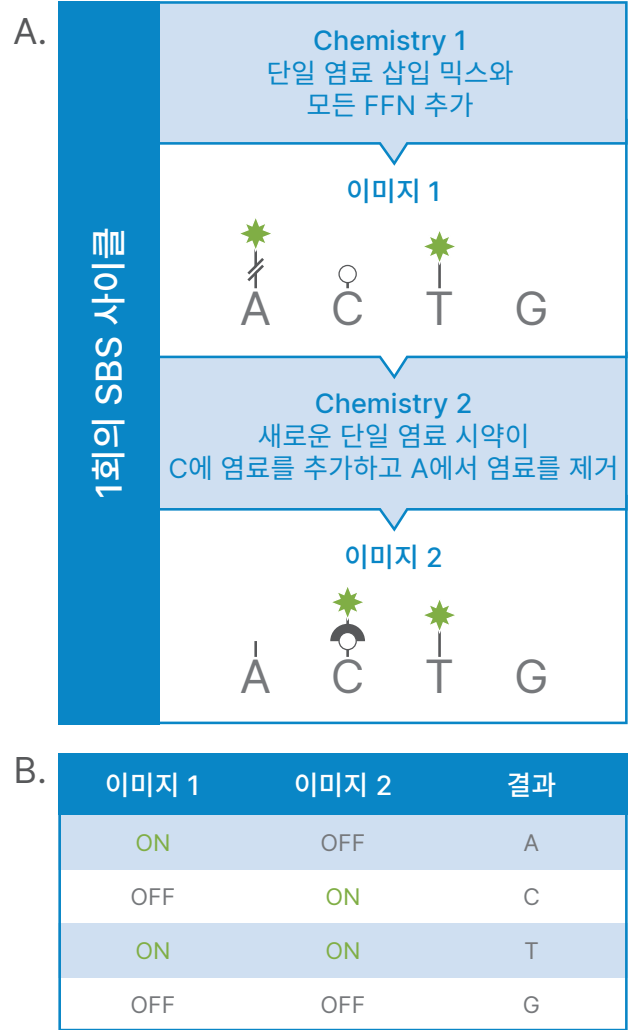 A.
1회의 SBS 사이클
Chemistry 1
단일 염료 삽입 믹스와
모든 FFN 추가
이미지 1
A C T G
Chemistry 2
새로운 단일 염료 시약이
C에 염료를 추가하고 A에서 염료를 제거
이미지 2
A C T G
B.
이미지 1 이미지 2 결과
ON OFF A
OFF ON C
ON ON T
OFF OFF G